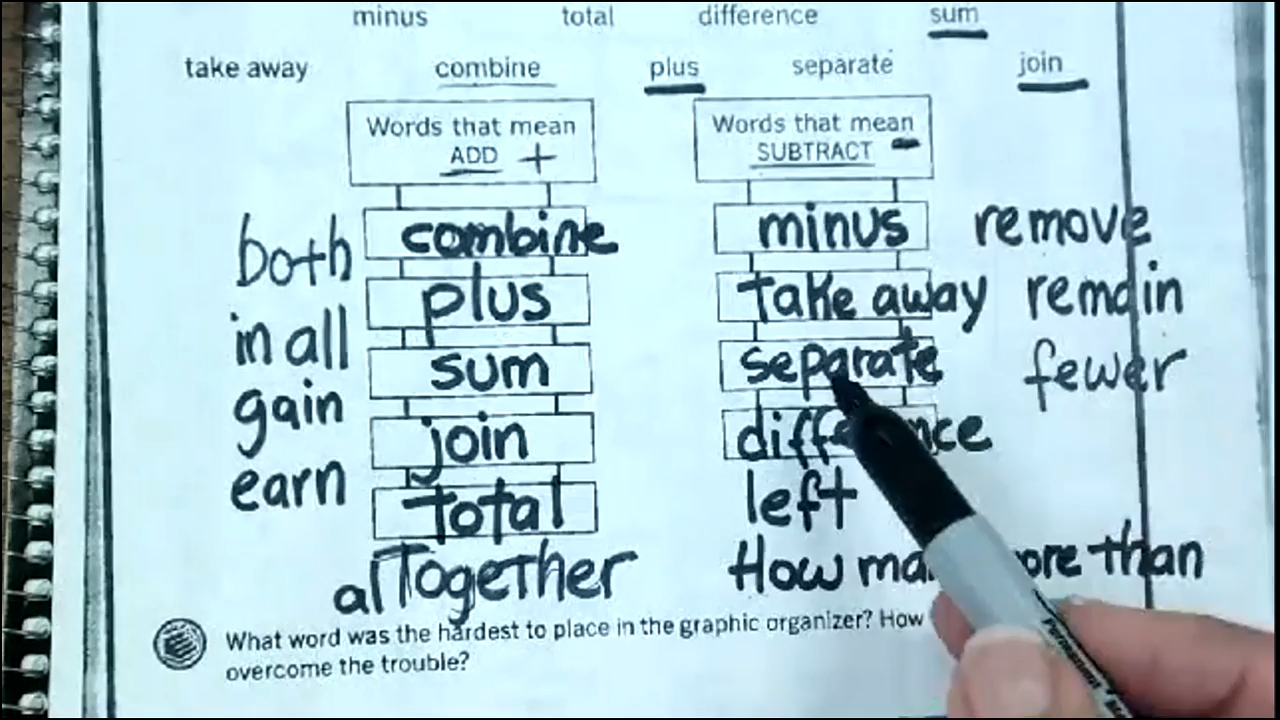 minus total difference sum
take away combine plus separate join
Words that mean
ADD +
Words that mean
SUBTRACT -
both combine minus remove
in all plus take away remain
gain sum separate fewer
earn join difference
total left
altogether How many more than
What word was the hardest to place in the graphic organizer? How
overcome the trouble?